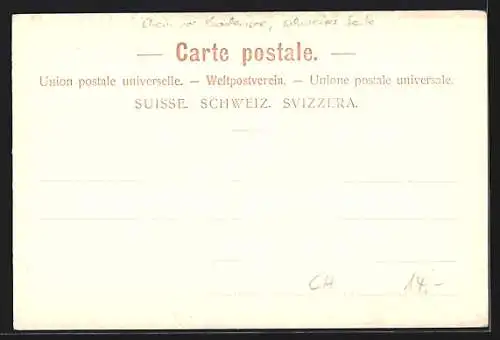 — Carte postale. —
Union postale universelle. — Weltpostverein. — Unione postale universale.
SUISSE. SCHWEIZ. SVIZZERA.
CH 14.-